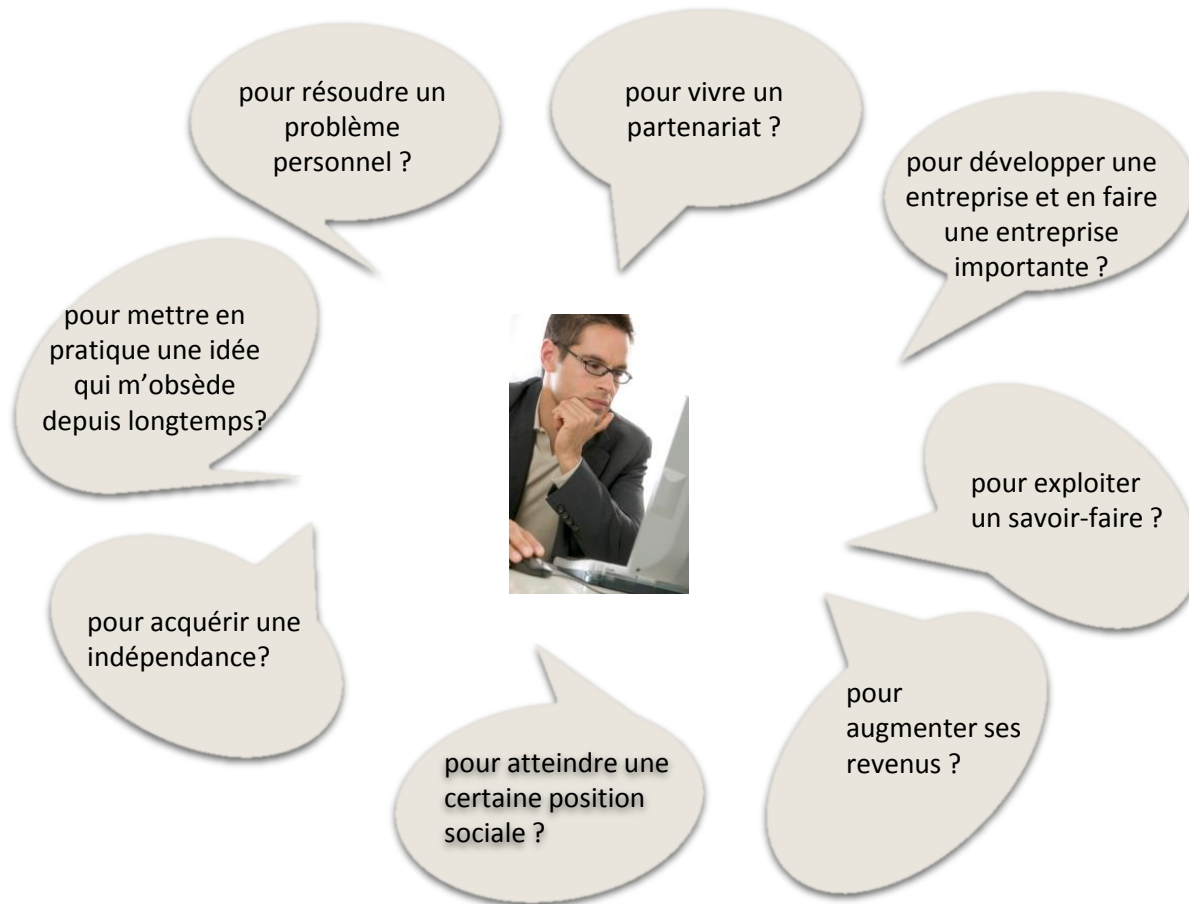 pour résoudre un
problème
personnel ?
pour vivre un
partenariat ?
pour développer une
entreprise et en faire
une entreprise
importante ?
pour mettre en
pratique une idée
qui m’obsède
depuis longtemps?
pour exploiter
un savoir-faire ?
pour acquérir une
indépendance?
pour
augmenter ses
revenus ?
pour atteindre une
certaine position
sociale ?